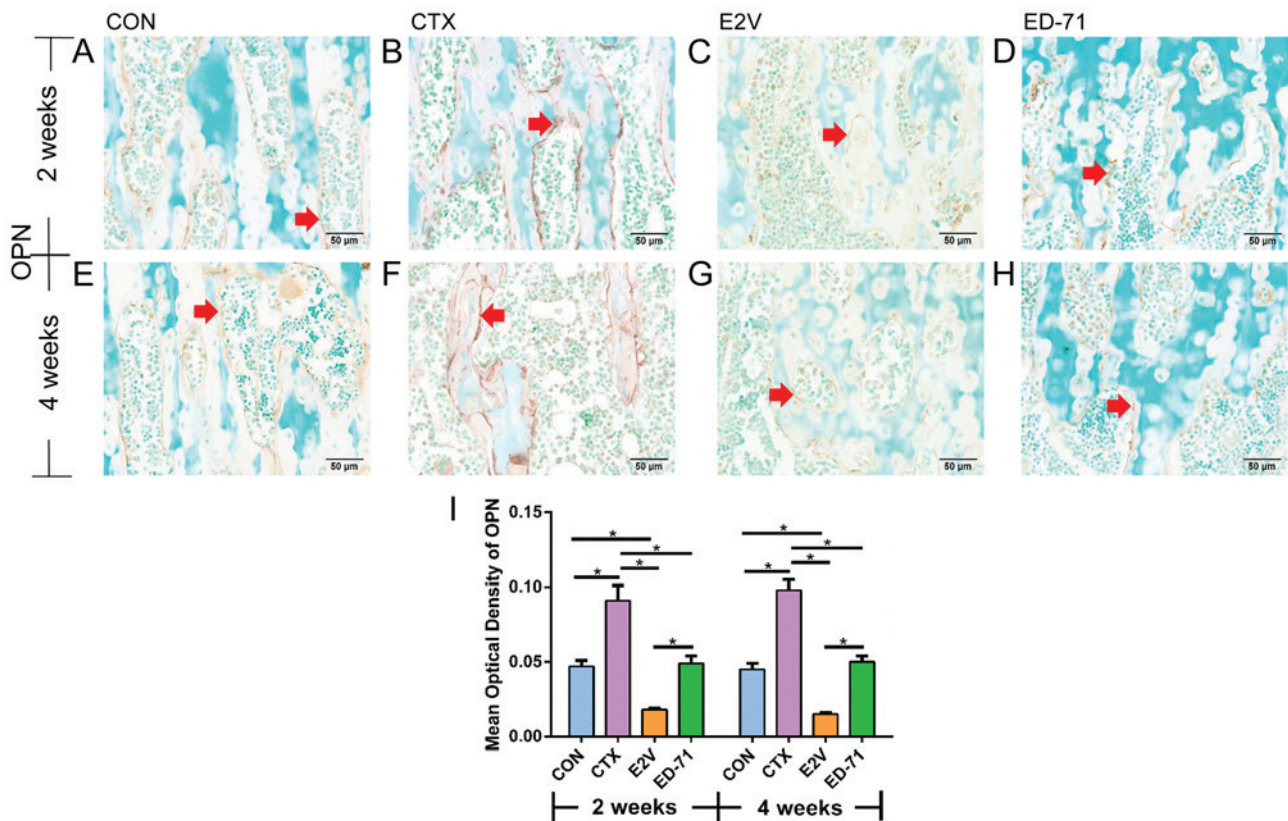 CON CTX E2V ED-71
A B C D
2 weeks
50 µm 50 µm 50 µm 50 µm
OPN
E F G H
4 weeks
50 µm 50 µm 50 µm 50 µm
I
Mean Optical Density of OPN
0.15
0.10
0.05
0.00
* * * * *
* * * * *
CON CTX E2V ED-71 CON CTX E2V ED-71
2 weeks 4 weeks